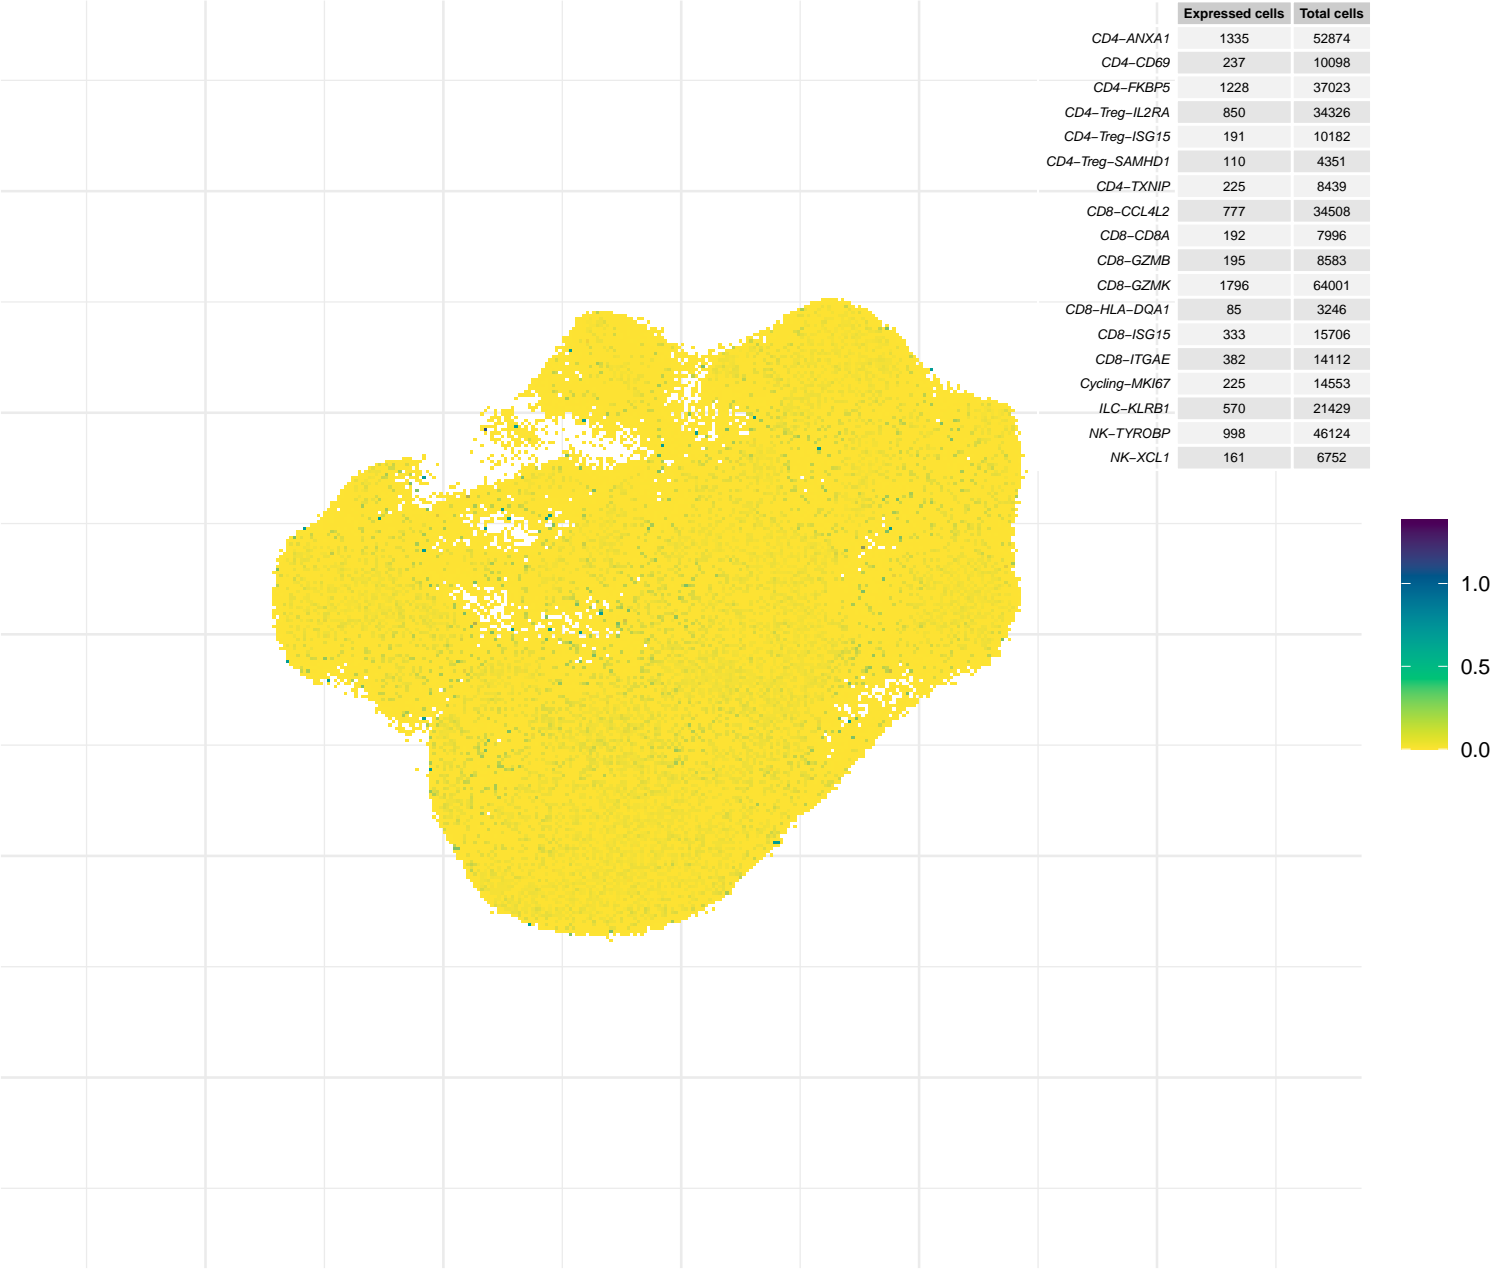 Expressed cells Total cells
CD4−ANXA1 1335 52874
CD4−CD69 237 10098
CD4−FKBP5 1228 37023
CD4−Treg−IL2RA 850 34326
CD4−Treg−ISG15 191 10182
CD4−Treg−SAMHD1 110 4351
CD4−TXNIP 225 8439
CD8−CCL4L2 777 34508
CD8−CD8A 192 7996
CD8−GZMB 195 8583
CD8−GZMK 1796 64001
CD8−HLA−DQA1 85 3246
CD8−ISG15 333 15706
CD8−ITGAE 382 14112
Cycling−MKI67 225 14553
ILC−KLRB1 570 21429
NK−TYROBP 998 46124
NK−XCL1 161 6752
1.0
0.5
0.0